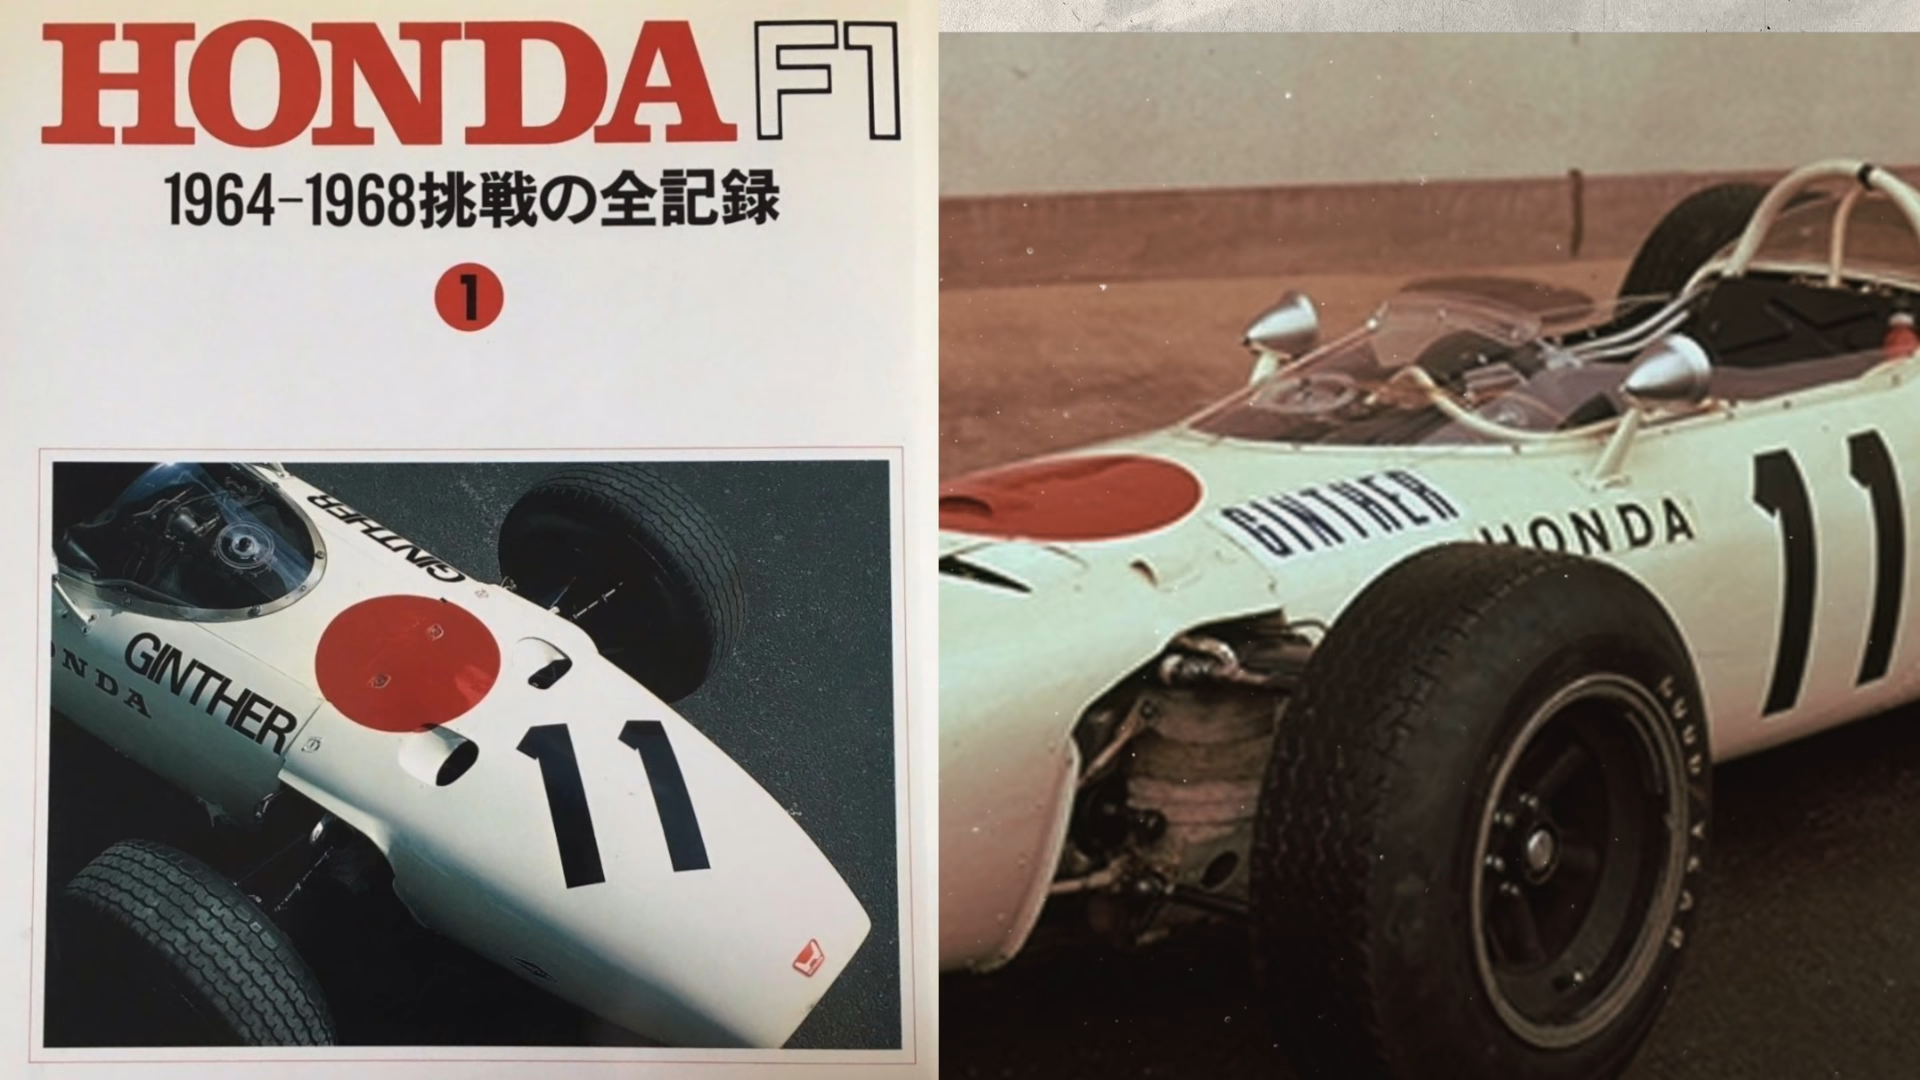 HONDA F1
1964-1968挑戦の全記録
1
GINTHER
GINTHER
HONDA
11
GINTHER
HONDA
11
GOODYEAR